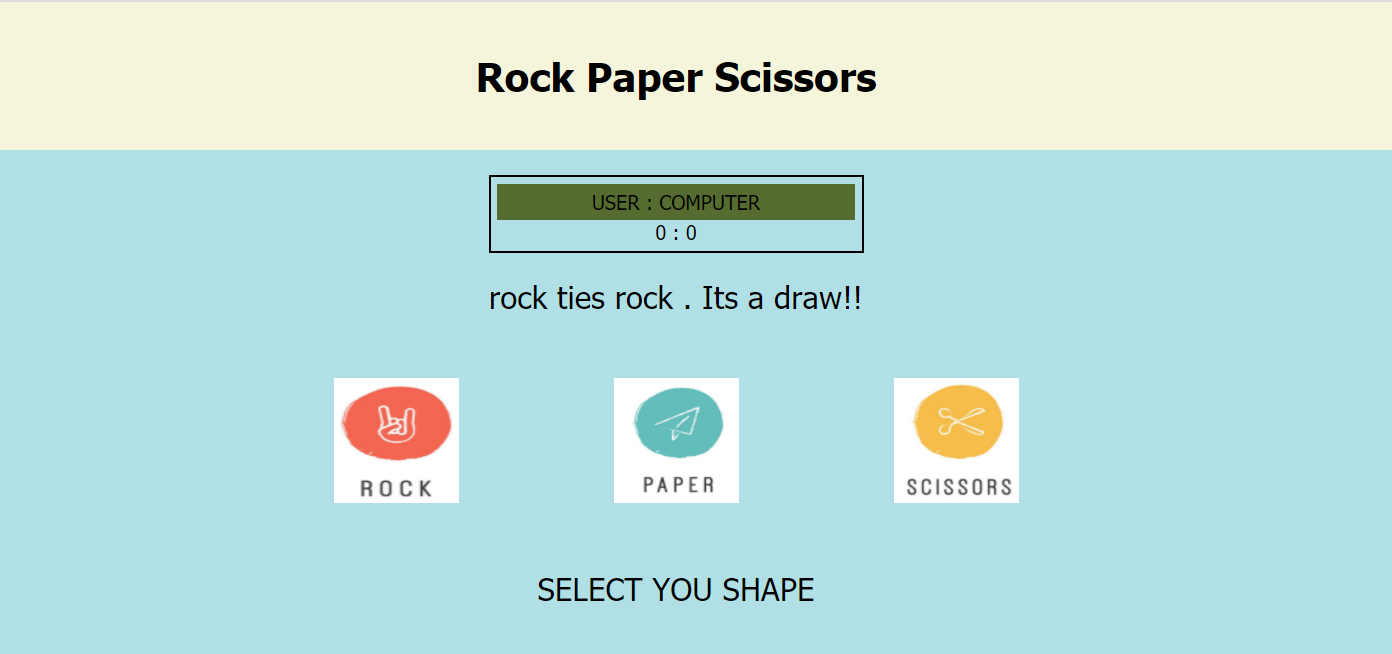 Rock Paper Scissors
USER : COMPUTER
0 : 0
rock ties rock . Its a draw!!
ROCK
PAPER
SCISSORS
SELECT YOU SHAPE